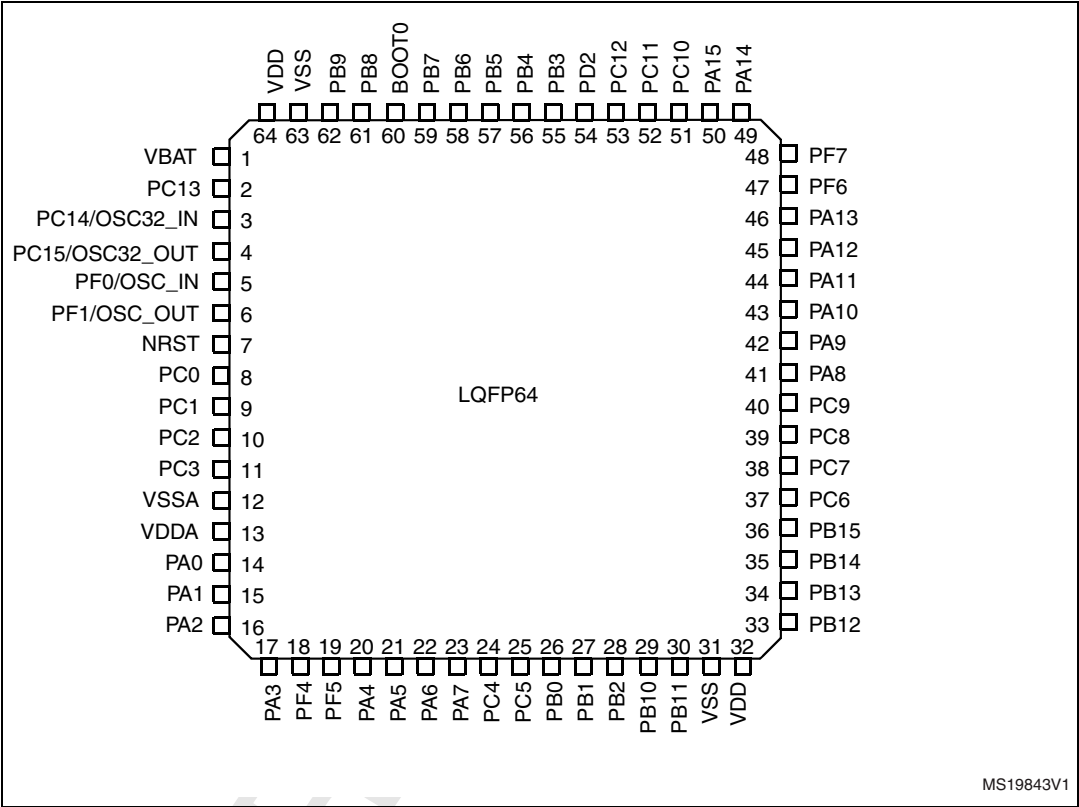 VDD
VSS
PB9
PB8
BOOT0
PB7
PB6
PB5
PB4
PB3
PD2
PC12
PC11
PC10
PA15
PA14
64 63 62 61 60 59 58 57 56 55 54 53 52 51 50 49
VBAT 1
PC13 2
PC14/OSC32_IN 3
PC15/OSC32_OUT 4
PF0/OSC_IN 5
PF1/OSC_OUT 6
NRST 7
PC0 8
PC1 9
PC2 10
PC3 11
VSSA 12
VDDA 13
PA0 14
PA1 15
PA2 16
LQFP64
48 PF7
47 PF6
46 PA13
45 PA12
44 PA11
43 PA10
42 PA9
41 PA8
40 PC9
39 PC8
38 PC7
37 PC6
36 PB15
35 PB14
34 PB13
33 PB12
17 18 19 20 21 22 23 24 25 26 27 28 29 30 31 32
PA3
PF4
PF5
PA4
PA5
PA6
PA7
PC4
PC5
PB0
PB1
PB2
PB10
PB11
VSS
VDD
MS19843V1